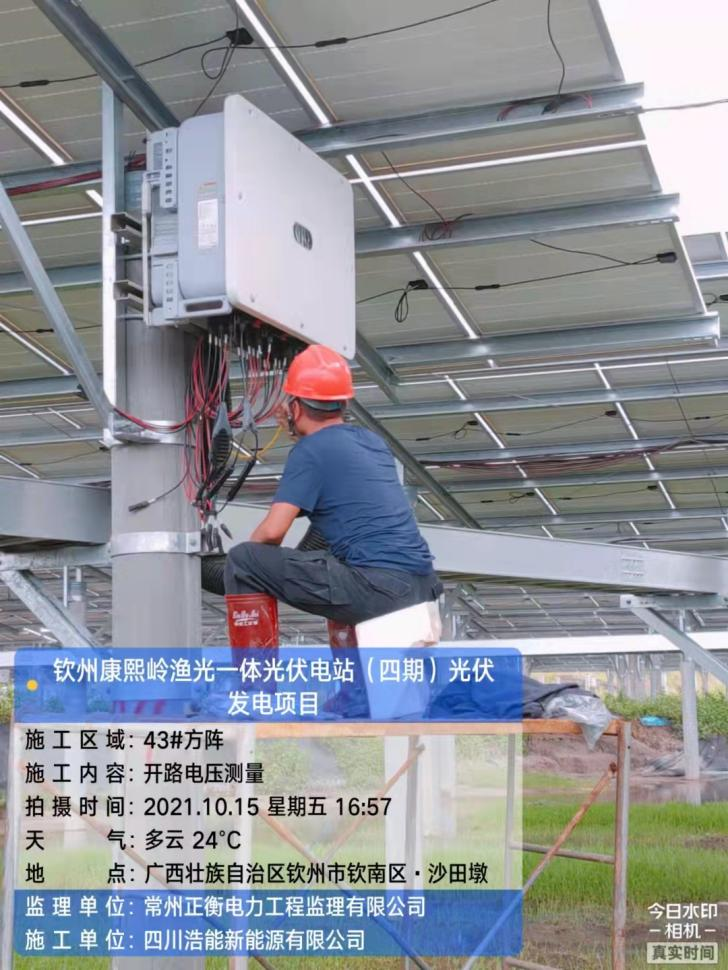 钦州康熙岭渔光一体光伏电站（四期）光伏
发电项目
施工区域：43#方阵
施工内容：开路电压测量
拍摄时间：2021.10.15 星期五 16:57
天气：多云 24°C
地点：广西壮族自治区钦州市钦南区·沙田墩
监理单位：常州正衡电力工程监理有限公司
施工单位：四川浩能新能源有限公司
今日水印
-相机-
真实时间